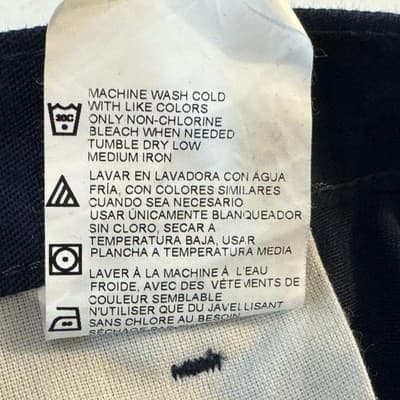 MACHINE WASH COLD
WITH LIKE COLORS
ONLY NON-CHLORINE
BLEACH WHEN NEEDED
TUMBLE DRY LOW
MEDIUM IRON
30C
LAVAR EN LAVADORA CON AGUA
FRÍA, CON COLORES SIMILARES
CUANDO SEA NECESARIO
USAR ÚNICAMENTE BLANQUEADOR
SIN CLORO, SECAR A
TEMPERATURA BAJA, USAR
PLANCHA A TEMPERATURA MEDIA
LAVER À LA MACHINE À L'EAU
FROIDE, AVEC DES VÊTEMENTS DE
COULEUR SEMBLABLE
N'UTILISER QUE DU JAVELLISANT
SANS CHLORE AU BESOIN,